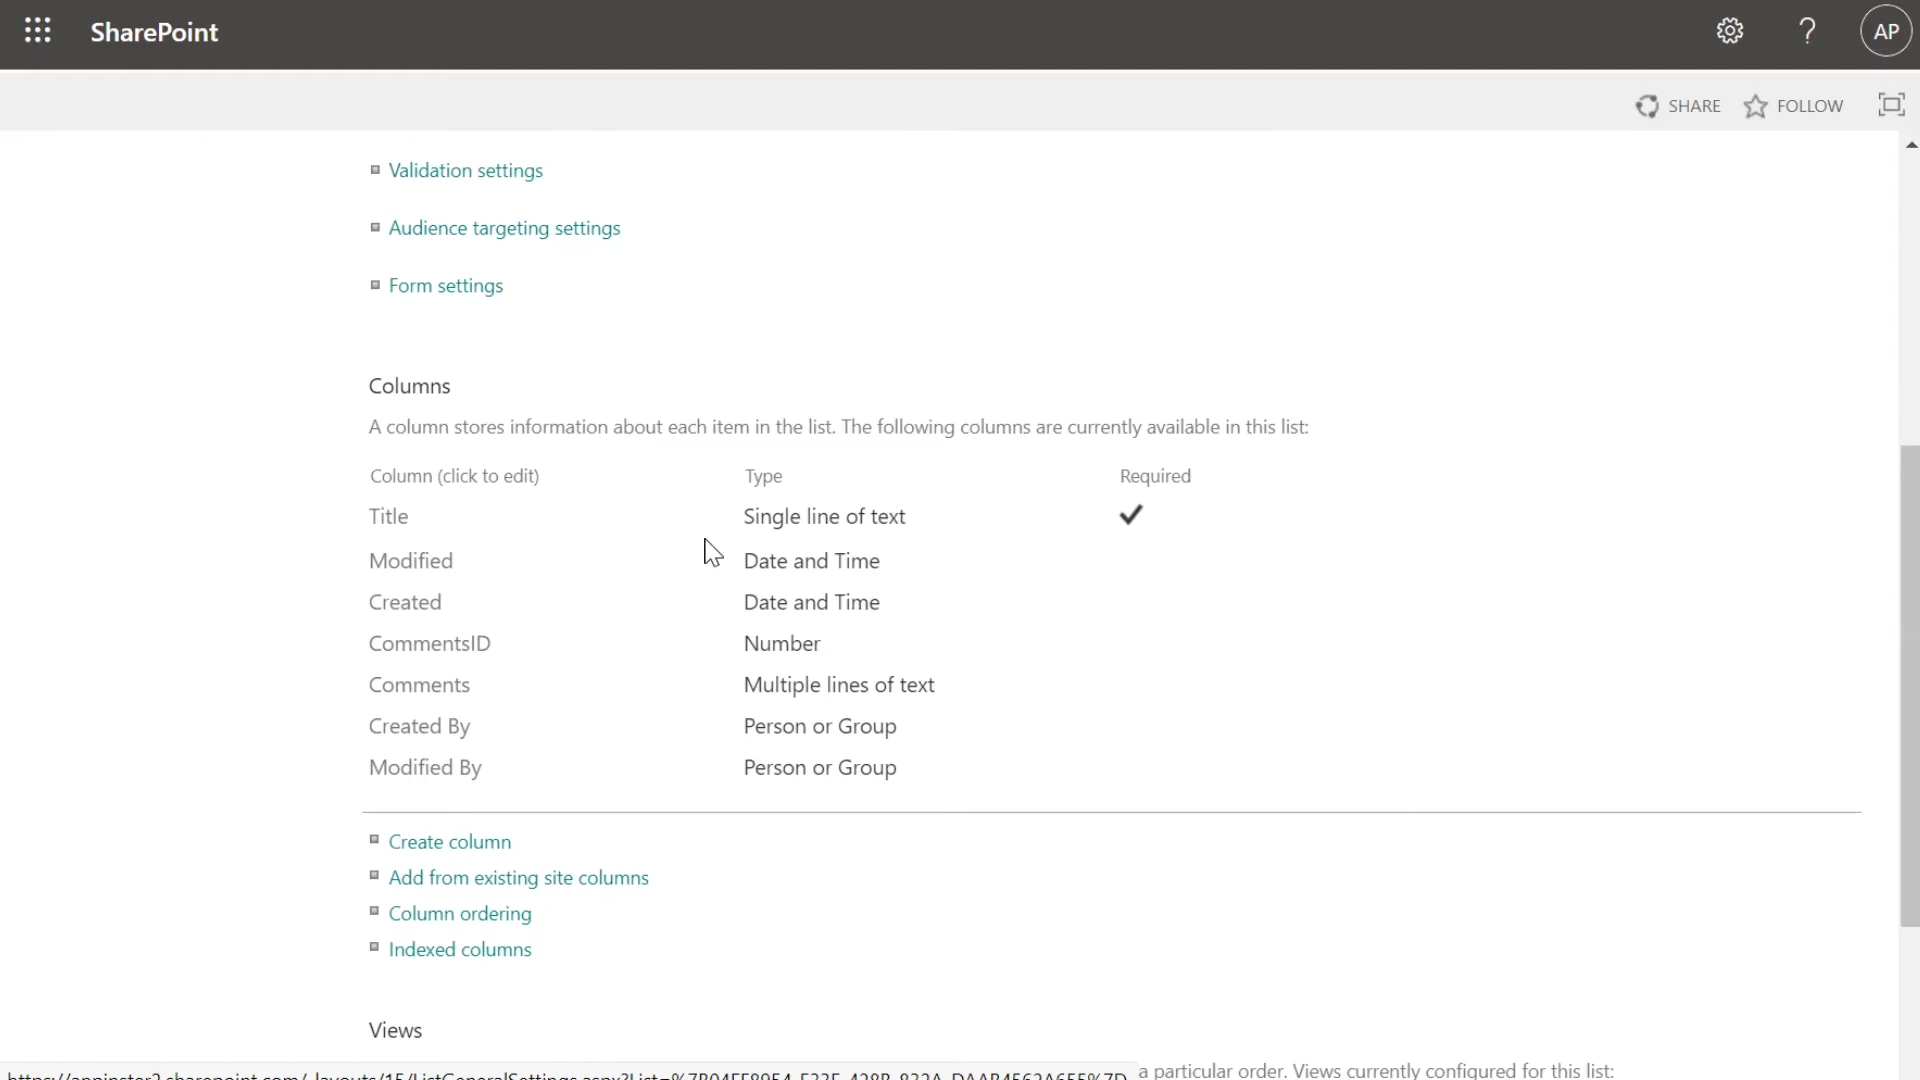 SharePoint
AP
SHARE
FOLLOW
Validation settings
Audience targeting settings
Form settings
Columns
A column stores information about each item in the list. The following columns are currently available in this list:
Column (click to edit) Type Required
Title Single line of text
Modified Date and Time
Created Date and Time
CommentsID Number
Comments Multiple lines of text
Created By Person or Group
Modified By Person or Group
Create column
Add from existing site columns
Column ordering
Indexed columns
Views
a particular order. Views currently configured for this list: